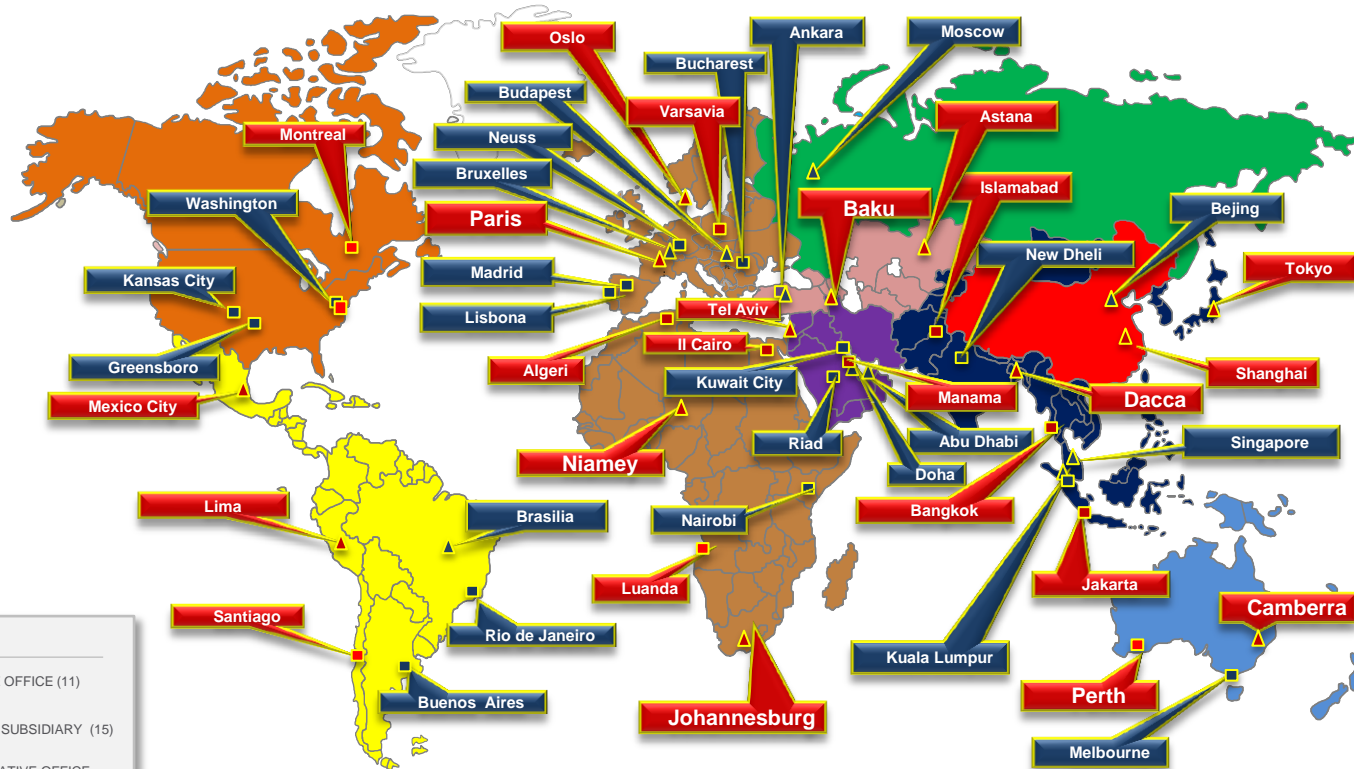 Oslo
Ankara
Moscow
Bucharest
Budapest
Varsavia
Astana
Montreal
Neuss
Bruxelles
Islamabad
Washington
Paris
Baku
Bejing
New Dheli
Madrid
Kansas City
Tokyo
Lisbona
Tel Aviv
Il Cairo
Greensboro
Algeri
Kuwait City
Shanghai
Mexico City
Manama
Dacca
Riad
Abu Dhabi
Singapore
Niamey
Doha
Lima
Brasilia
Nairobi
Bangkok
Luanda
Jakarta
Santiago
Camberra
Rio de Janeiro
Kuala Lumpur
OFFICE (11)
Buenos Aires
Perth
Johannesburg
SUBSIDIARY (15)
Melbourne